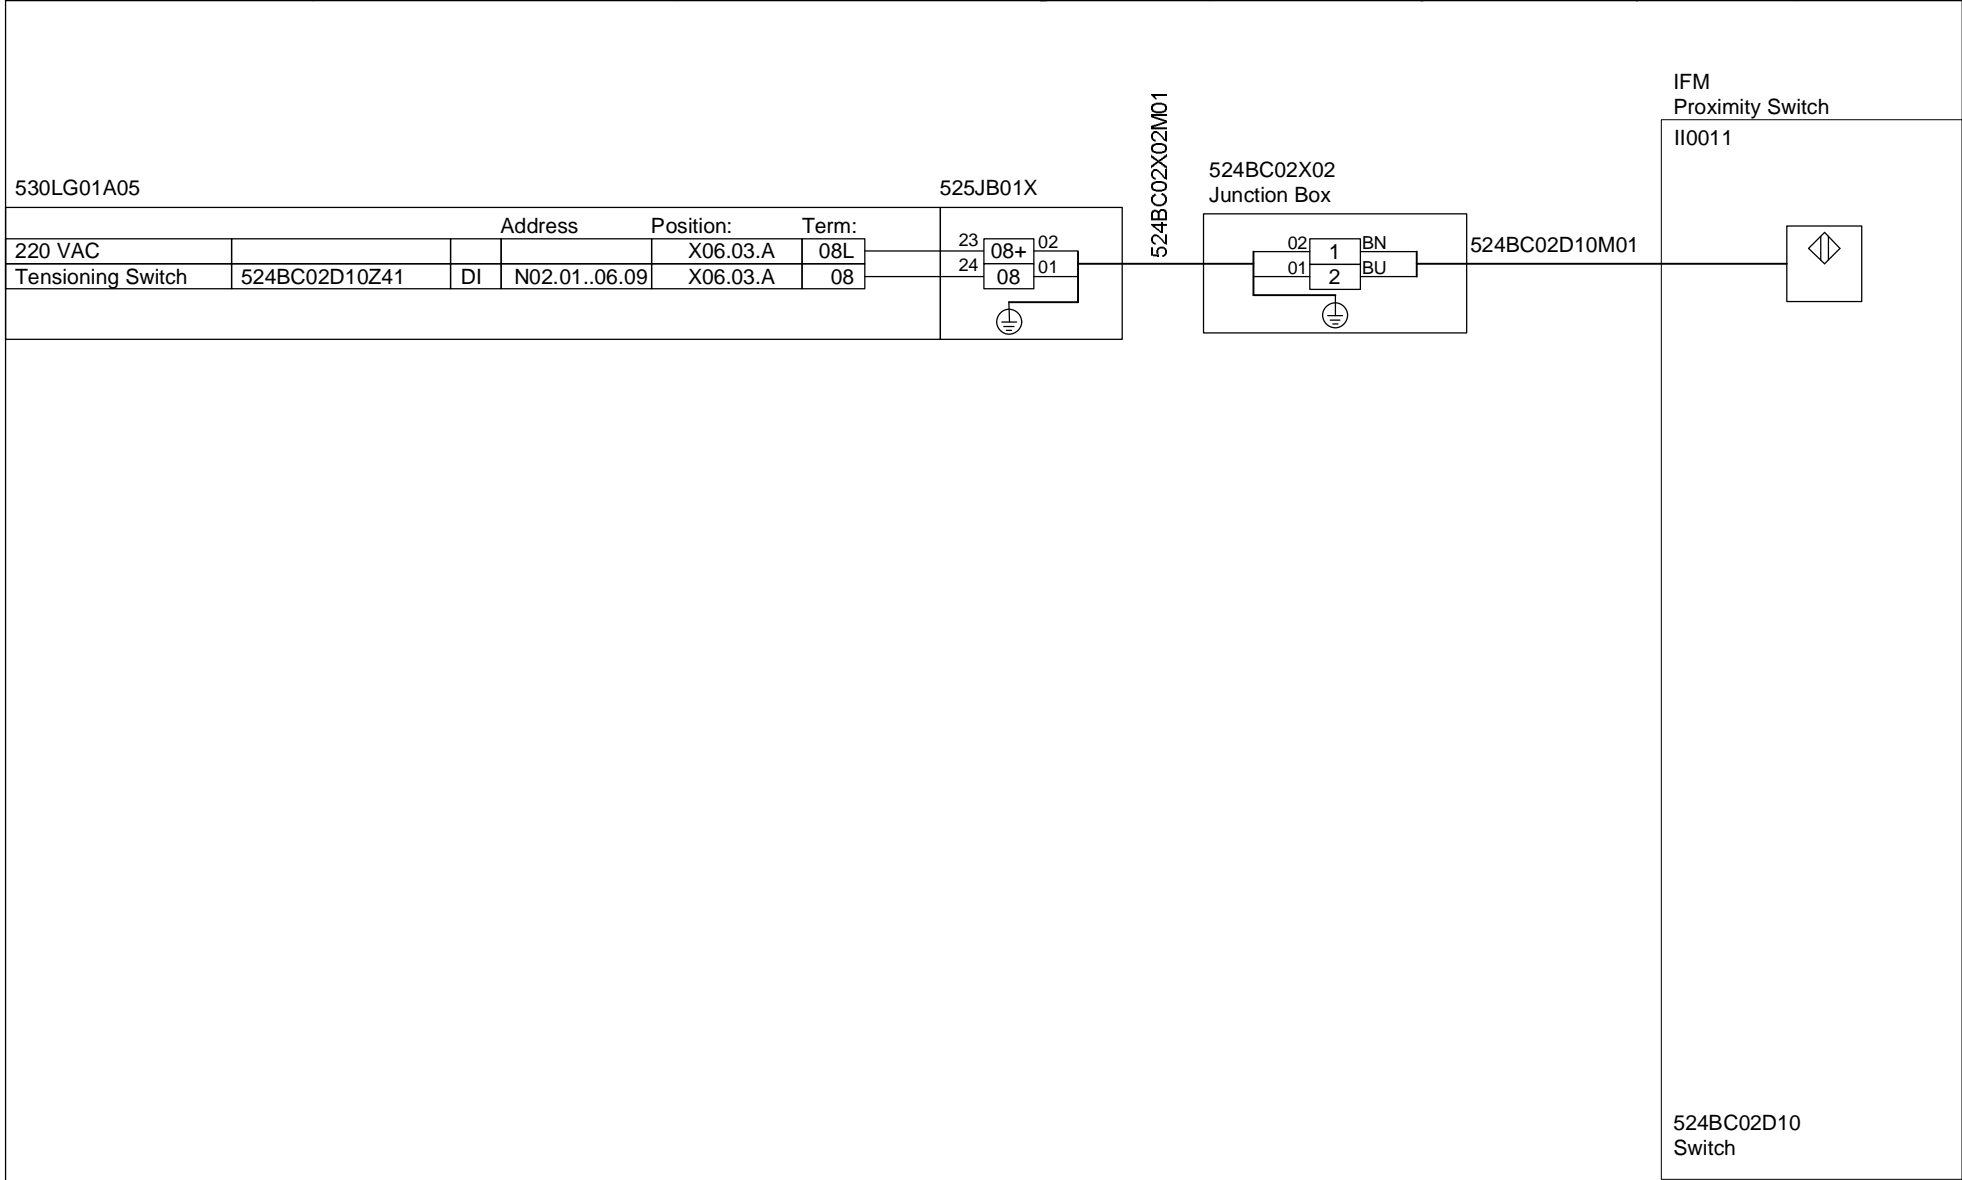 IFM
Proximity Switch
II0011
524BC02X02M01
524BC02X02
Junction Box
530LG01A05
525JB01X
Address Position: Term:
220 VAC X06.03.A 08L 23 08+ 02 02 1 BN 524BC02D10M01
Tensioning Switch 524BC02D10Z41 DI N02.01..06.09 X06.03.A 08 24 08 01 01 2 BU
524BC02D10
Switch